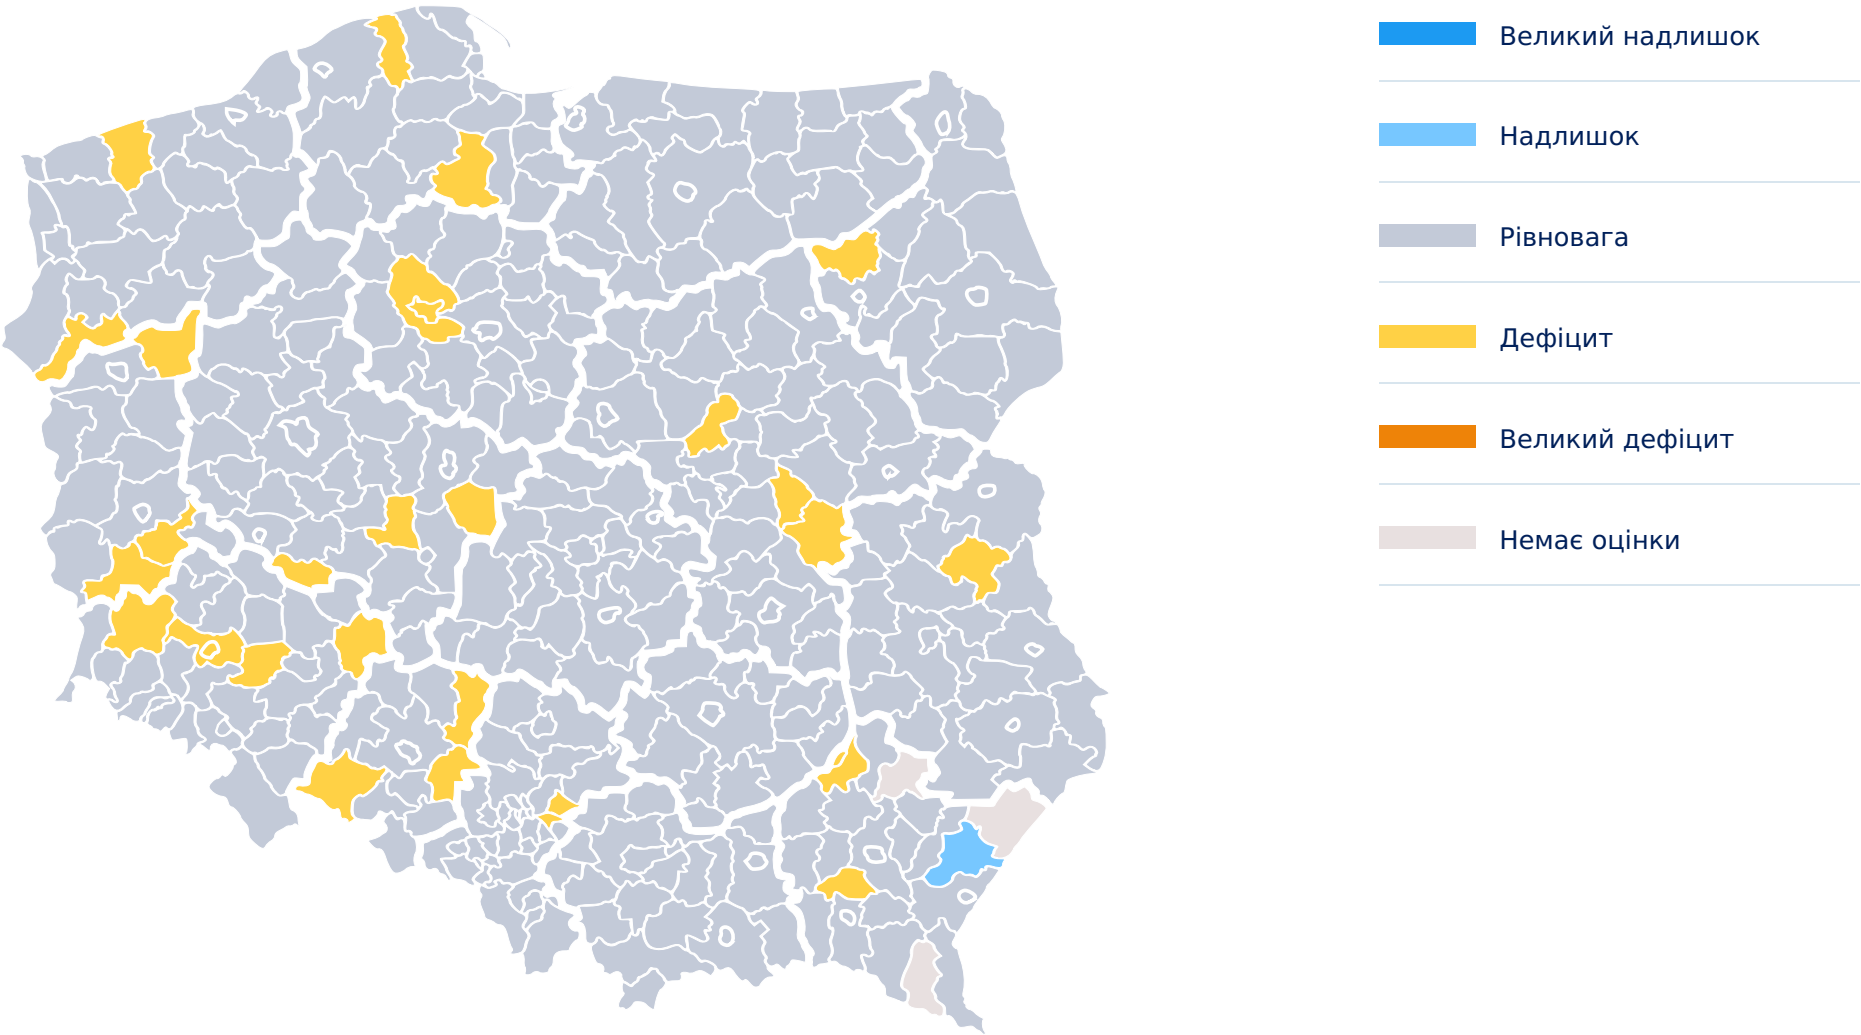 Великий надлишок
Надлишок
Рівновага
Дефіцит
Великий дефіцит
Немає оцінки